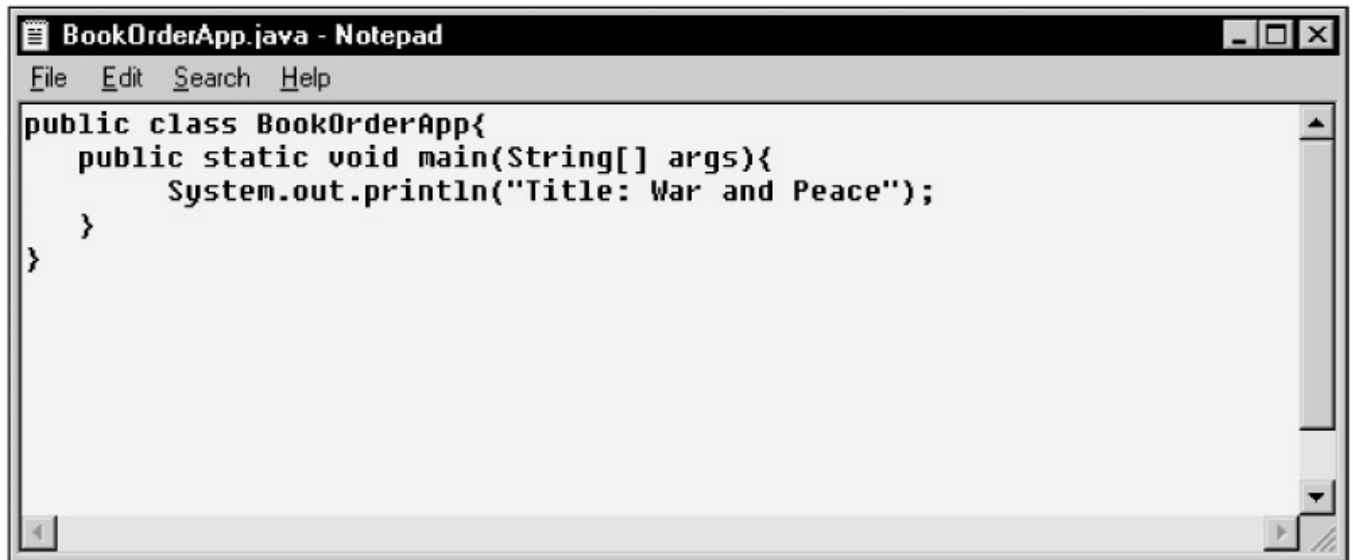 BookOrderApp.java - Notepad
File Edit Search Help
public class BookOrderApp{
   public static void main(String[] args){
        System.out.println("Title: War and Peace");
   }
}